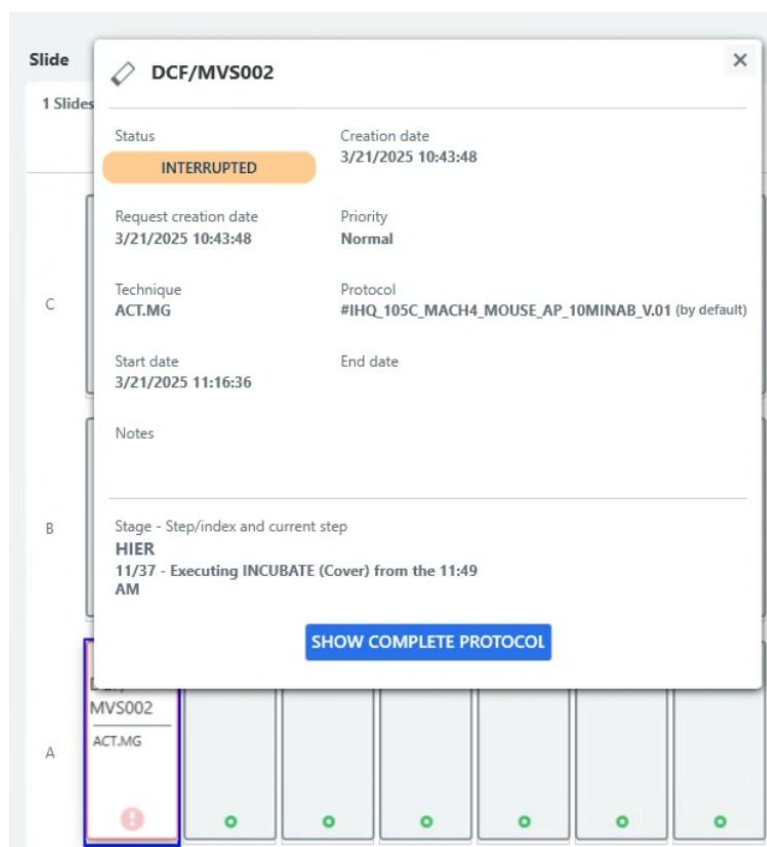 Slide
DCF/MVS002
1 Slides
Status
Creation date
INTERRUPTED
3/21/2025 10:43:48
Request creation date
Priority
3/21/2025 10:43:48
Normal
Technique
Protocol
ACT.MG
#IHQ_105C_MACH4_MOUSE_AP_10MINAB_V.01 (by default)
Start date
End date
3/21/2025 11:16:36
Notes
C
B
Stage - Step/index and current step
HIER
11/37 - Executing INCUBATE (Cover) from the 11:49
AM
SHOW COMPLETE PROTOCOL
MVS002
ACT.MG
A